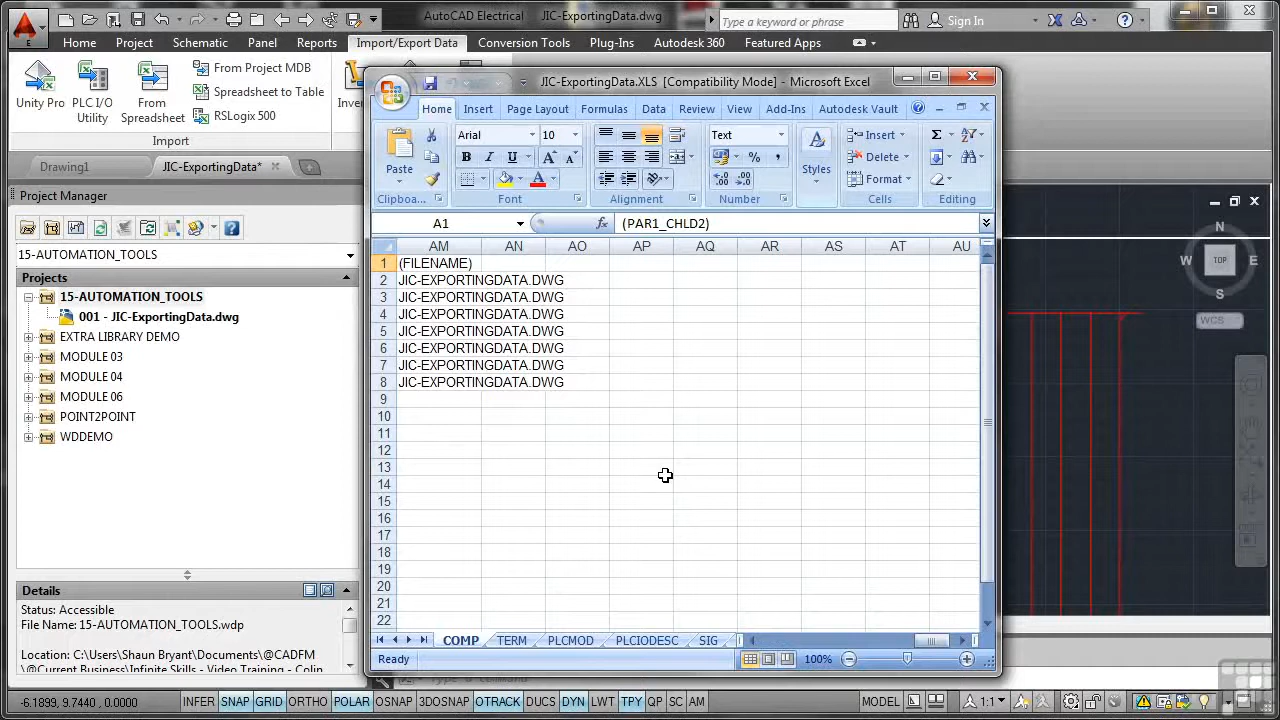 AutoCAD Electrical JIC-ExportingData.dwg
Type a keyword or phrase
Sign In
Home Project Schematic Panel Reports Import/Export Data Conversion Tools Plug-Ins Autodesk 360 Featured Apps
Unity Pro
PLC I/O
Utility
From
Spreadsheet
From Project MDB
Spreadsheet to Table
RSLogix 500
Import
Drawing1
JIC-ExportingData*
Project Manager
15-AUTOMATION_TOOLS
Projects
15-AUTOMATION_TOOLS
001 - JIC-ExportingData.dwg
EXTRA LIBRARY DEMO
MODULE 03
MODULE 04
MODULE 06
POINT2POINT
WDDEMO
Details
Status: Accessible
File Name: 15-AUTOMATION_TOOLS.wdp
Location: C:\Users\Shaun Bryant\Documents\@CADFM
\@Current Business\Infinite Skills - Video Training - Colin
JIC-ExportingData.XLS [Compatibility Mode] - Microsoft Excel
Home Insert Page Layout Formulas Data Review View Add-Ins Autodesk Vault
Paste
Arial 10
B I U
Text
Styles
Insert
Delete
Format
Clipboa... Font Alignment Number Cells Editing
A1 fx (PAR1_CHLD2)
AM AN AO AP AQ AR AS AT AU
1 (FILENAME)
2 JIC-EXPORTINGDATA.DWG
3 JIC-EXPORTINGDATA.DWG
4 JIC-EXPORTINGDATA.DWG
5 JIC-EXPORTINGDATA.DWG
6 JIC-EXPORTINGDATA.DWG
7 JIC-EXPORTINGDATA.DWG
8 JIC-EXPORTINGDATA.DWG
9
10
11
12
13
14
15
16
17
18
19
20
21
22
COMP TERM PLCMOD PLCIODESC SIG
Ready 100%
N
W TOP E
S
WCS
Type a command
-6.1899, 9.7440, 0.0000 INFER SNAP GRID ORTHO POLAR OSNAP 3DOSNAP OTRACK DUCS DYN LWT TPY QP SC AM MODEL 1:1